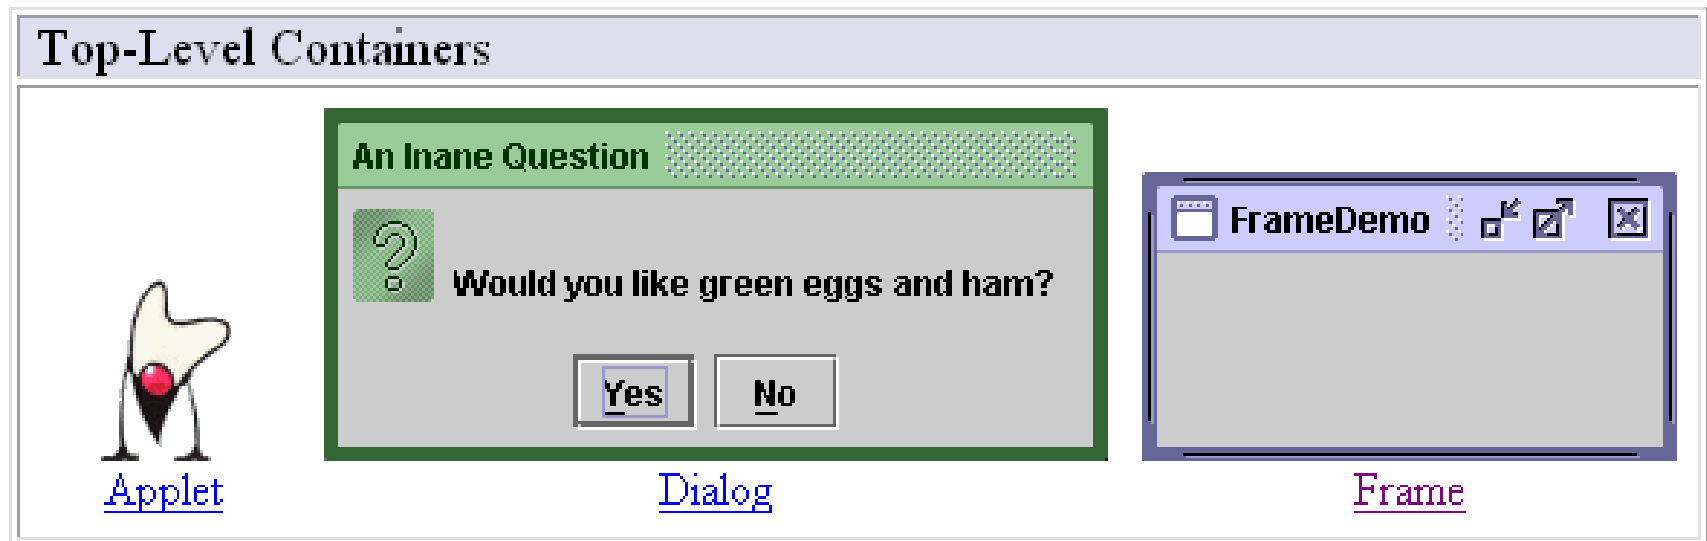 Top-Level Containers
An Inane Question
Would you like green eggs and ham?
Yes
No
FrameDemo
Applet
Dialog
Frame